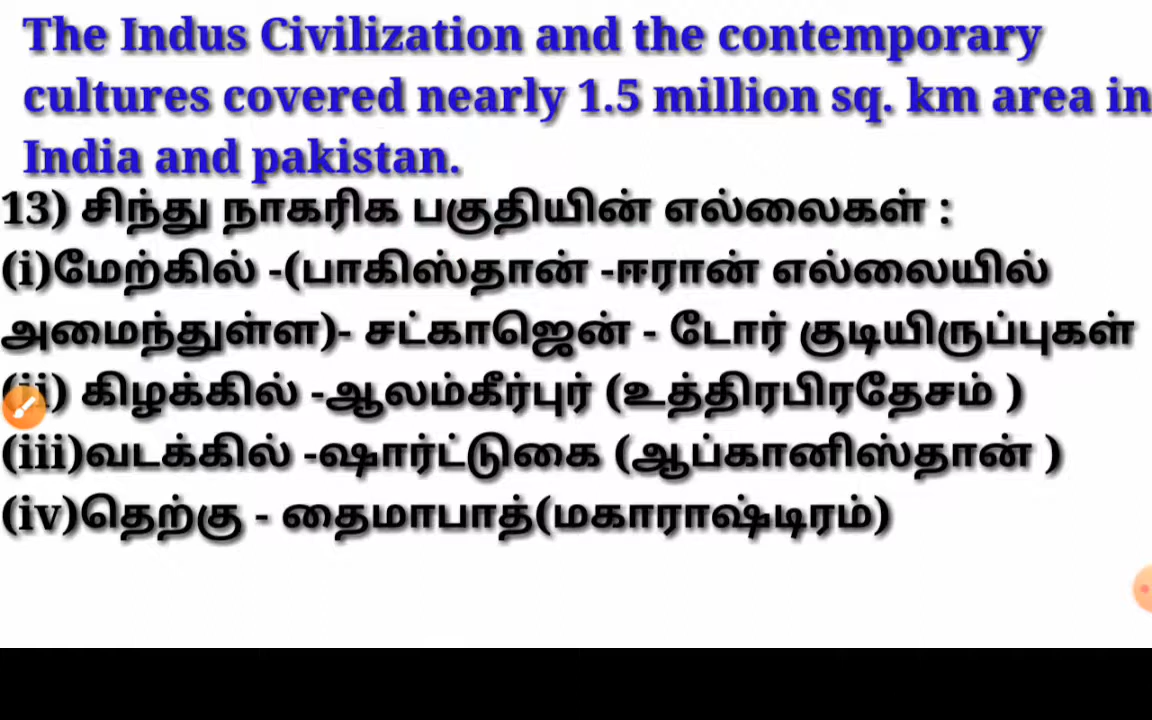 The Indus Civilization and the contemporary
cultures covered nearly 1.5 million sq. km area in
India and pakistan.
13) சிந்து நாகரிக பகுதியின் எல்லைகள் :
(i)மேற்கில் -(பாகிஸ்தான் -ஈரான் எல்லையில்
அமைந்துள்ள)- சட்காஜென் - டோர் குடியிருப்புகள்
(ii) கிழக்கில் -ஆலம்கீர்புர் (உத்திரபிரதேசம் )
(iii)வடக்கில் -ஷார்ட்டுகை (ஆப்கானிஸ்தான் )
(iv)தெற்கு - தைமாபாத்(மகாராஷ்டிரம்)